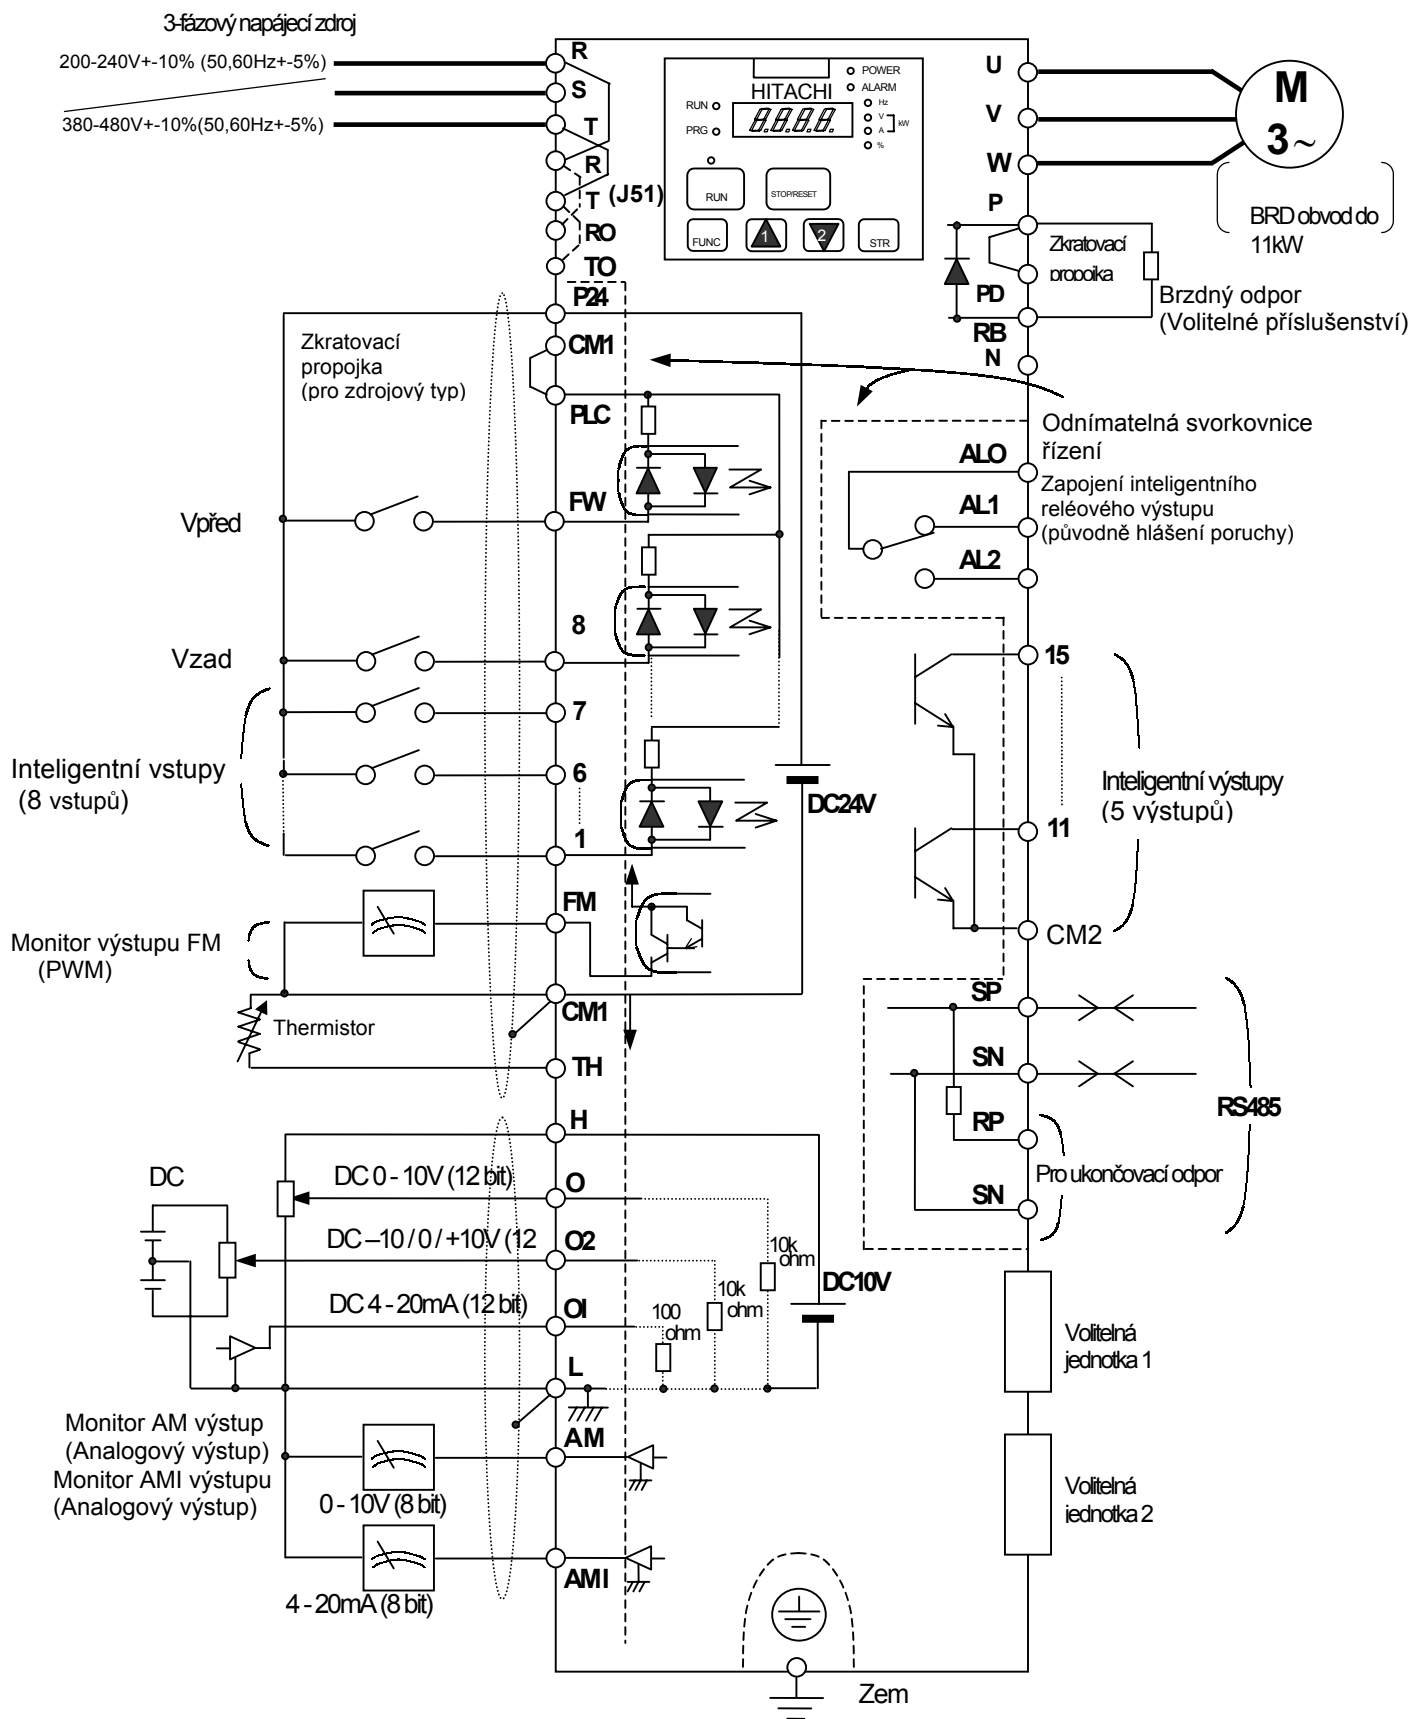 3-fázový napájecí zdroj
200-240V+-10% (50,60Hz+-5%)
380-480V+-10%(50,60Hz+-5%)
R
S
T
R
T
(J51)
RO
TO
HITACHI
POWER
ALARM
RUN
PRG
8.8.8.8.
Hz
V
A
kW
%
RUN
STOP/RESET
FUNC
1
2
STR
U
V
W
M
3~
BRD obvod do
11kW
P
PD
RB
N
Zkratovací
propojka
Brzdný odpor
(Volitelné příslušenství)
P24
CM1
PLC
Zkratovací
propojka
(pro zdrojový typ)
Odnímatelná svorkovnice
řízení
ALO
AL1
AL2
Zapojení inteligentního
reléového výstupu
(původně hlášení poruchy)
Vpřed
FW
Vzad
8
7
6
1
Inteligentní vstupy
(8 vstupů)
DC24V
15
11
CM2
Inteligentní výstupy
(5 výstupů)
Monitor výstupu FM
(PWM)
FM
CM1
Thermistor
TH
SP
SN
RP
SN
RS485
Pro ukončovací odpor
H
DC
DC 0 - 10V (12 bit)
O
DC –10 / 0 / +10V (12
O2
DC 4 - 20mA (12 bit)
OI
L
10k
ohm
10k
ohm
100
ohm
DC10V
Volitelná
jednotka 1
Volitelná
jednotka 2
Monitor AM výstup
(Analogový výstup)
Monitor AMI výstupu
(Analogový výstup)
AM
0 - 10V (8 bit)
AMI
4 - 20mA (8 bit)
Zem